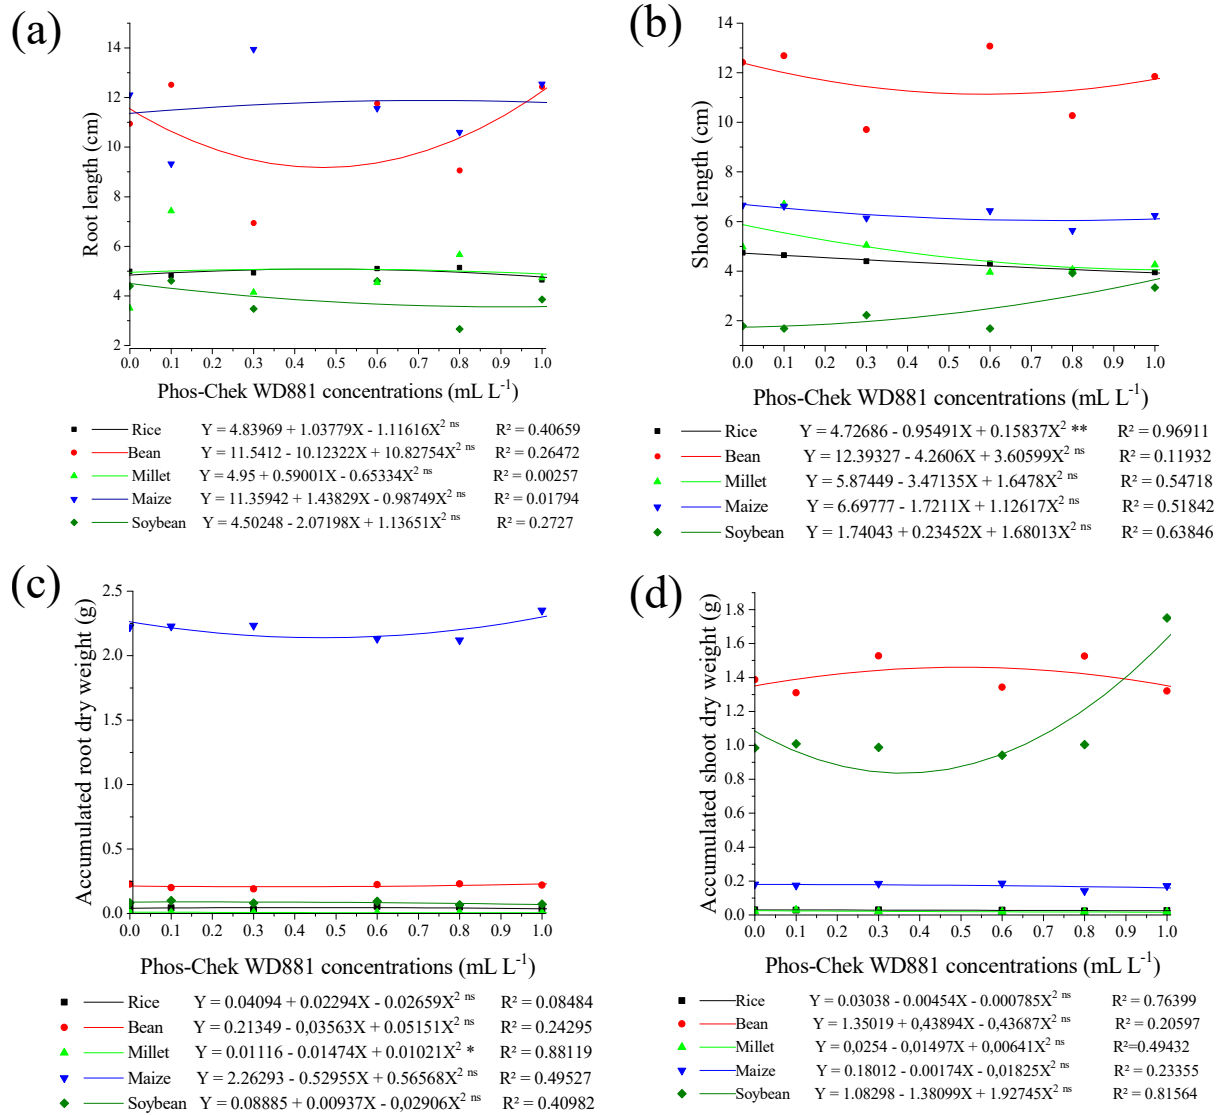 (a)
Root length (cm)
14
12
10
8
6
4
2
0.0 0.1 0.2 0.3 0.4 0.5 0.6 0.7 0.8 0.9 1.0
Phos-Chek WD881 concentrations (mL L⁻¹)
Rice Y = 4.83969 + 1.03779X - 1.11616X² ns R² = 0.40659
Bean Y = 11.5412 - 10.12322X + 10.82754X² ns R² = 0.26472
Millet Y = 4.95 + 0.59001X - 0.65334X² ns R² = 0.00257
Maize Y = 11.35942 + 1.43829X - 0.98749X² ns R² = 0.01794
Soybean Y = 4.50248 - 2.07198X + 1.13651X² ns R² = 0.2727
(b)
Shoot length (cm)
14
12
10
8
6
4
2
0.0 0.1 0.2 0.3 0.4 0.5 0.6 0.7 0.8 0.9 1.0
Phos-Chek WD881 concentrations (mL L⁻¹)
Rice Y = 4.72686 - 0.95491X + 0.15837X² ** R² = 0.96911
Bean Y = 12.39327 - 4.2606X + 3.60599X² ns R² = 0.11932
Millet Y = 5.87449 - 3.47135X + 1.6478X² ns R² = 0.54718
Maize Y = 6.69777 - 1.7211X + 1.12617X² ns R² = 0.51842
Soybean Y = 1.74043 + 0.23452X + 1.68013X² ns R² = 0.63846
(c)
Accumulated root dry weight (g)
2.5
2.0
1.5
1.0
0.5
0.0
0.0 0.1 0.2 0.3 0.4 0.5 0.6 0.7 0.8 0.9 1.0
Phos-Chek WD881 concentrations (mL L⁻¹)
Rice Y = 0.04094 + 0.02294X - 0.02659X² ns R² = 0.08484
Bean Y = 0.21349 - 0,03563X + 0.05151X² ns R² = 0.24295
Millet Y = 0.01116 - 0.01474X + 0.01021X² * R² = 0.88119
Maize Y = 2.26293 - 0.52955X + 0.56568X² ns R² = 0.49527
Soybean Y = 0.08885 + 0.00937X - 0,02906X² ns R² = 0.40982
(d)
Accumulated shoot dry weight (g)
1.8
1.6
1.4
1.2
1.0
0.8
0.6
0.4
0.2
0.0
0.0 0.1 0.2 0.3 0.4 0.5 0.6 0.7 0.8 0.9 1.0
Phos-Chek WD881 concentrations (mL L⁻¹)
Rice Y = 0.03038 - 0.00454X - 0.000785X² ns R² = 0.76399
Bean Y = 1.35019 + 0,43894X - 0,43687X² ns R² = 0.20597
Millet Y = 0,0254 - 0,01497X + 0,00641X² ns R²=0.49432
Maize Y = 0.18012 - 0.00174X - 0,01825X² ns R² = 0.23355
Soybean Y = 1.08298 - 1.38099X + 1.92745X² ns R² = 0.81564